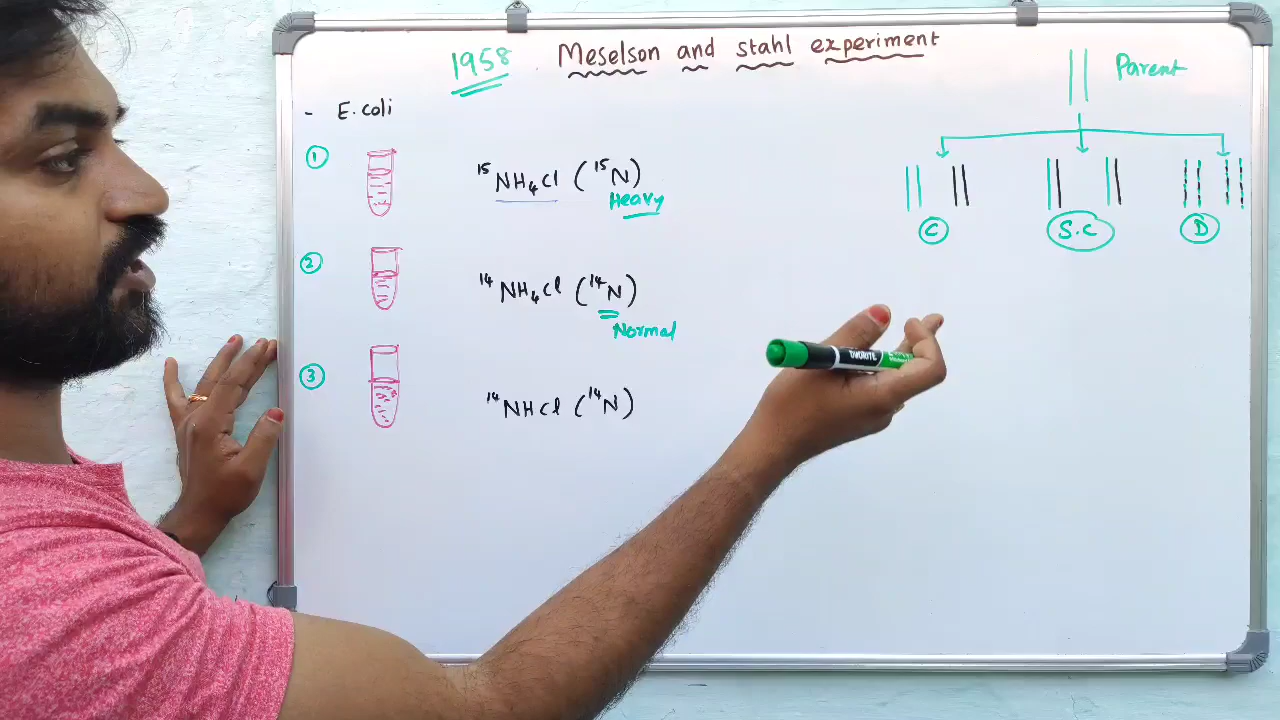 1958 Meselson and stahl experiment
Parent
- E.coli
① ¹⁵NH₄Cl (¹⁵N)
Heavy
C S.C D
② ¹⁴NH₄Cl (¹⁴N)
Normal
③ ¹⁴NHCl (¹⁴N)